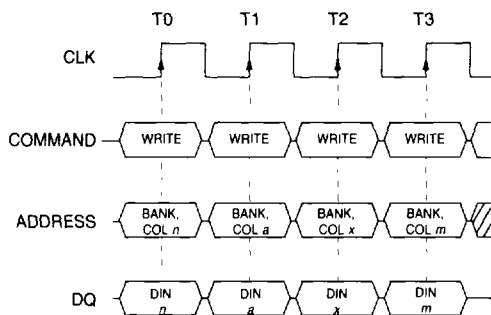 T0 T1 T2 T3
CLK
COMMAND WRITE WRITE WRITE WRITE
ADDRESS BANK, COL n BANK, COL a BANK, COL x BANK, COL m
DQ DIN n DIN a DIN x DIN m